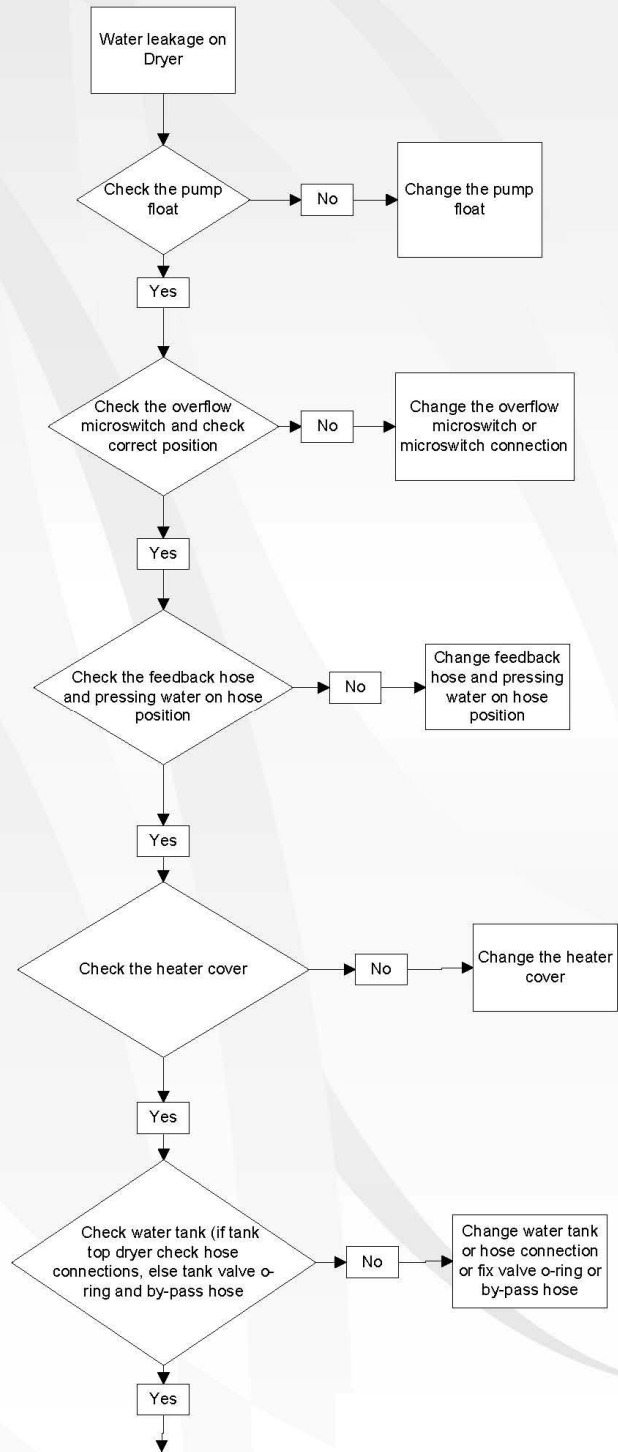 Water leakage on
Dryer
Check the pump
float
No
Change the pump
float
Yes
Check the overflow
microswitch and check
correct position
No
Change the overflow
microswitch or
microswitch connection
Yes
Check the feedback hose
and pressing water on hose
position
No
Change feedback
hose and pressing
water on hose
position
Yes
Check the heater cover
No
Change the heater
cover
Yes
Check water tank (if tank
top dryer check hose
connections, else tank valve o-
ring and by-pass hose
No
Change water tank
or hose connection
or fix valve o-ring or
by-pass hose
Yes